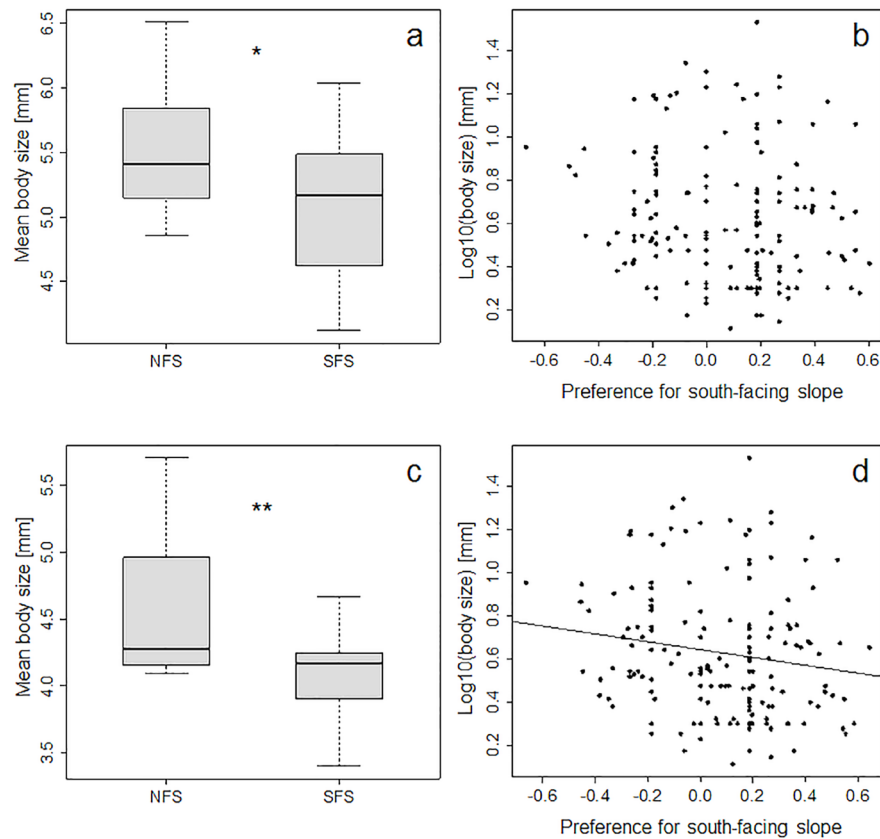 a
*
Mean body size [mm]
6.5
6.0
5.5
5.0
4.5
NFS
SFS
b
Log10(body size) [mm]
1.4
1.2
1.0
0.8
0.6
0.4
0.2
-0.6
-0.4
-0.2
0.0
0.2
0.4
0.6
Preference for south-facing slope
c
**
Mean body size [mm]
5.5
5.0
4.5
4.0
3.5
NFS
SFS
d
Log10(body size) [mm]
1.4
1.2
1.0
0.8
0.6
0.4
0.2
-0.6
-0.4
-0.2
0.0
0.2
0.4
0.6
Preference for south-facing slope